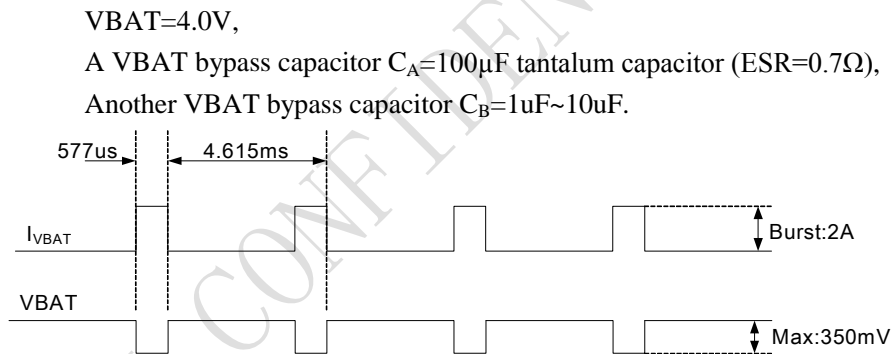 VBAT=4.0V,
A VBAT bypass capacitor CA=100µF tantalum capacitor (ESR=0.7Ω),
Another VBAT bypass capacitor CB=1uF~10uF.
577us
4.615ms
IVBAT
Burst:2A
VBAT
Max:350mV
CONFIDEN